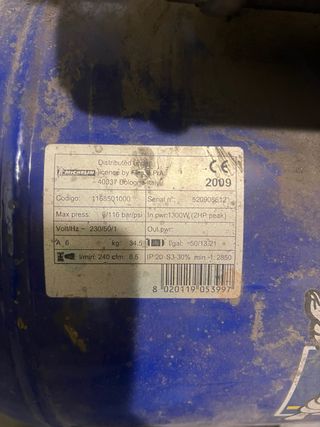 Distributed under
MICHELIN licence by
40037 Bologna Italy
CE
2009
Codigo: 1168501000 Serial n°:
Max press: 8/116 bar/psi In pwr:1300W,(2HP peak)
Volt/Hz ~ 230/50/1 Out pwr:
A 6 kg: 34.5 l/gal: ~50/13.21
l/min: 240 cfm: 8.5 IP 20 S3-30% min -1: 2850
8 020119 053997